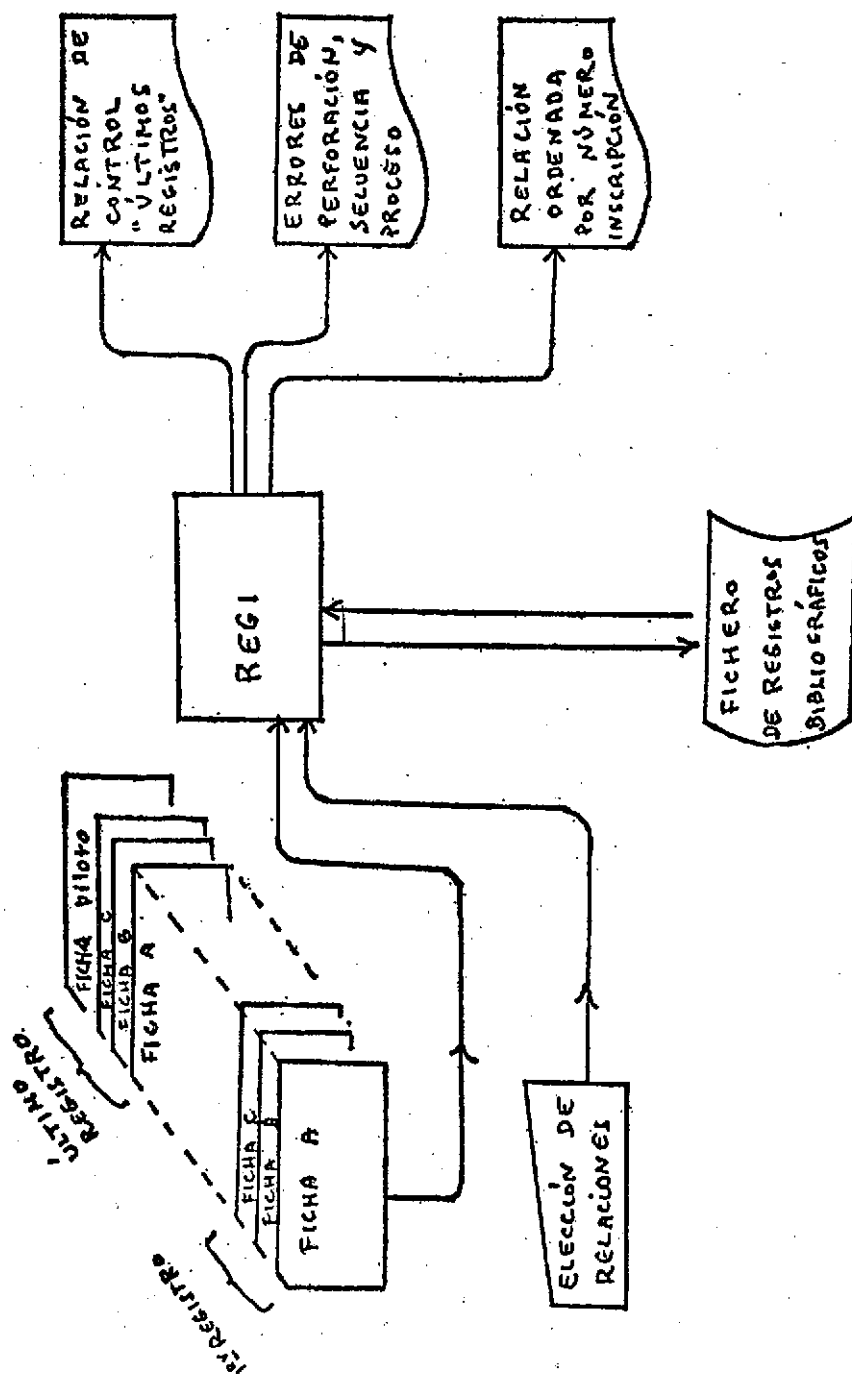 ÚLTIMO
REGISTRO.
FICHA piloto
FICHA C
FICHA B
FICHA A
1er REGISTRO
FICHA C
FICHA B
FICHA A
ELECCIÓN DE
RELACIONES
REGI
FICHERO
DE REGISTROS
BIBLIOGRÁFICOS
RELACIÓN DE
CONTROL
"ÚLTIMOS
REGISTROS"
ERRORES DE
PERFORACIÓN,
SECUENCIA Y
PROCESO
RELACIÓN
ORDENADA
POR NÚMERO
INSCRIPCIÓN